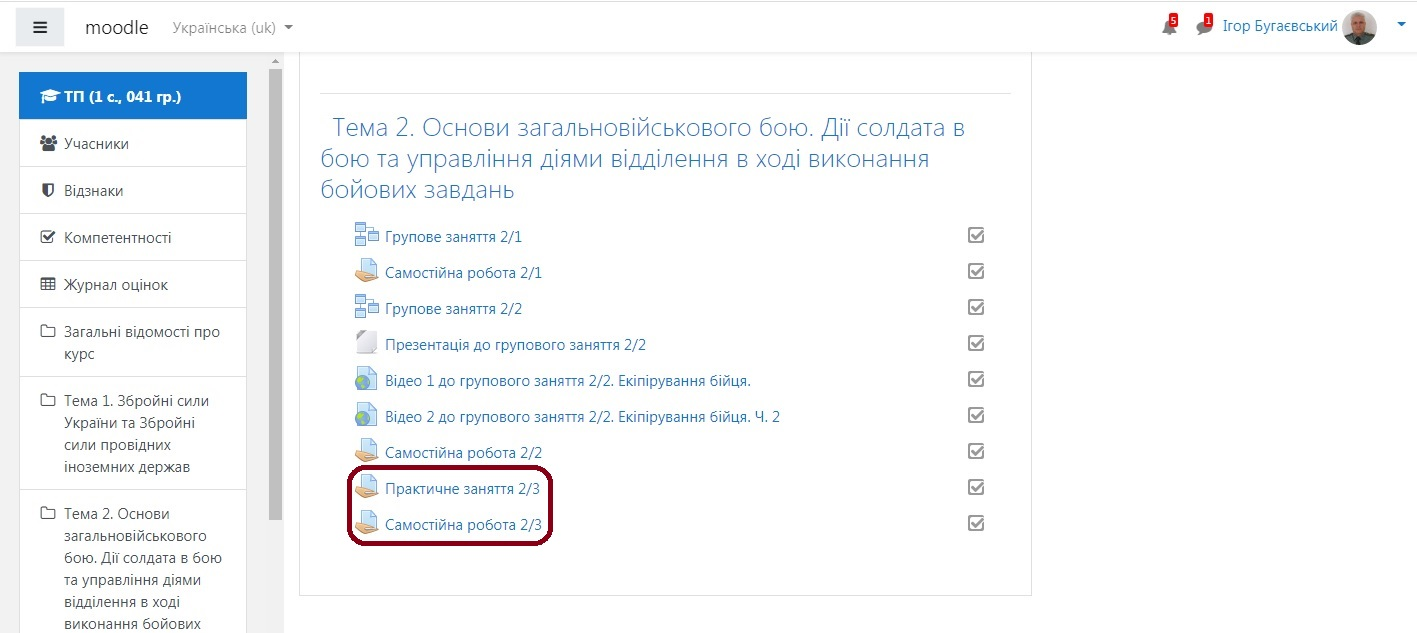 moodle Українська (uk) 5 1 Ігор Бугаєвський
ТП (1 с., 041 гр.)
Учасники
Відзнаки
Компетентності
Журнал оцінок
Загальні відомості про
курс
Тема 1. Збройні сили
України та Збройні
сили провідних
іноземних держав
Тема 2. Основи
загальновійськового
бою. Дії солдата в бою
та управління діями
відділення в ході
виконання бойових
Тема 2. Основи загальновійськового бою. Дії солдата в
бою та управління діями відділення в ході виконання
бойових завдань
Групове заняття 2/1
Самостійна робота 2/1
Групове заняття 2/2
Презентація до групового заняття 2/2
Відео 1 до групового заняття 2/2. Екіпірування бійця.
Відео 2 до групового заняття 2/2. Екіпірування бійця. Ч. 2
Самостійна робота 2/2
Практичне заняття 2/3
Самостійна робота 2/3